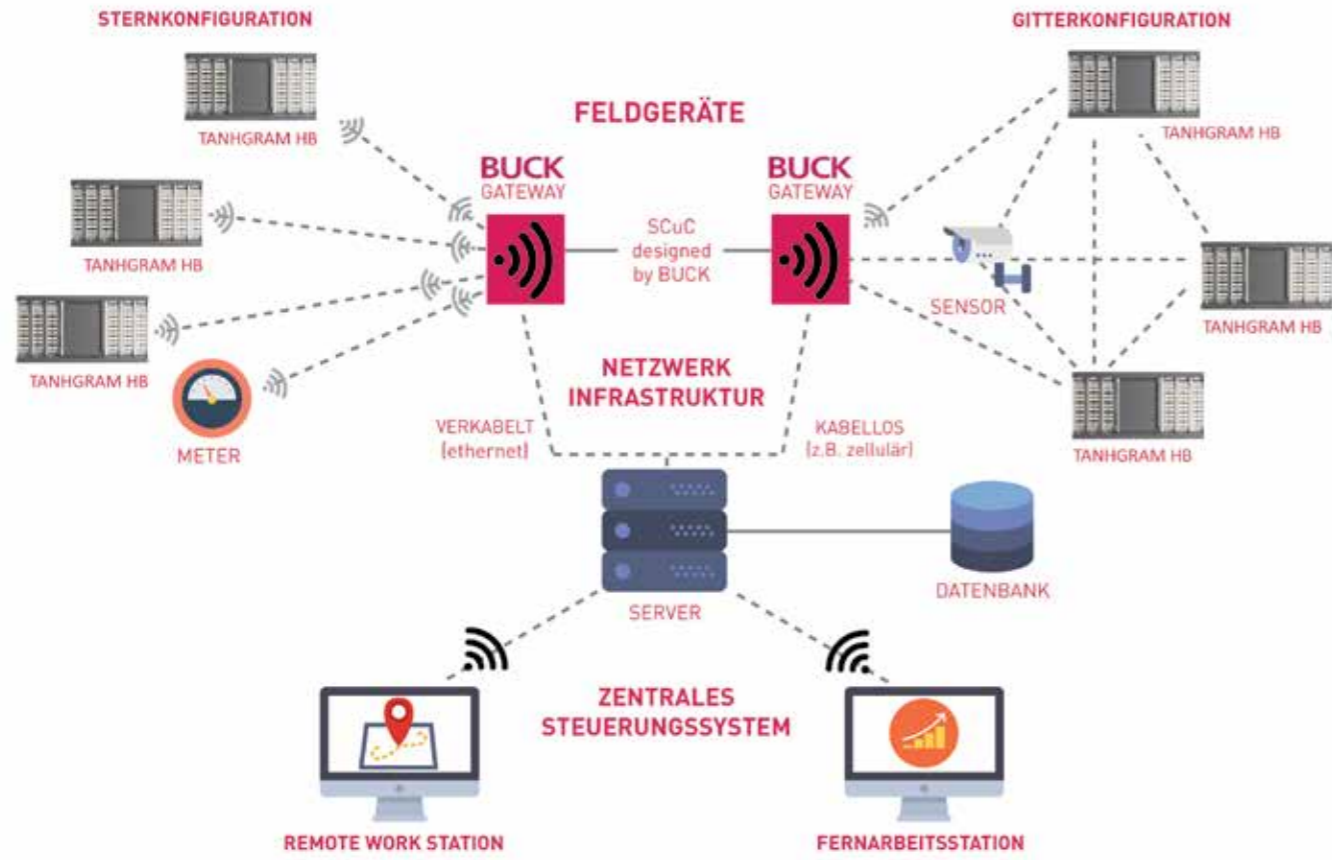 STERNKONFIGURATION
GITTERKONFIGURATION
TANHGRAM HB
TANHGRAM HB
FELDGERÄTE
BUCK
GATEWAY
BUCK
GATEWAY
SCuC
designed
by BUCK
TANHGRAM HB
SENSOR
TANHGRAM HB
TANHGRAM HB
NETZWERK
INFRASTRUKTUR
METER
VERKABELT
(ethernet)
KABELLOS
(z.B. zellulär)
TANHGRAM HB
SERVER
DATENBANK
ZENTRALES
STEUERUNGSSYSTEM
REMOTE WORK STATION
FERNARBEITSSTATION